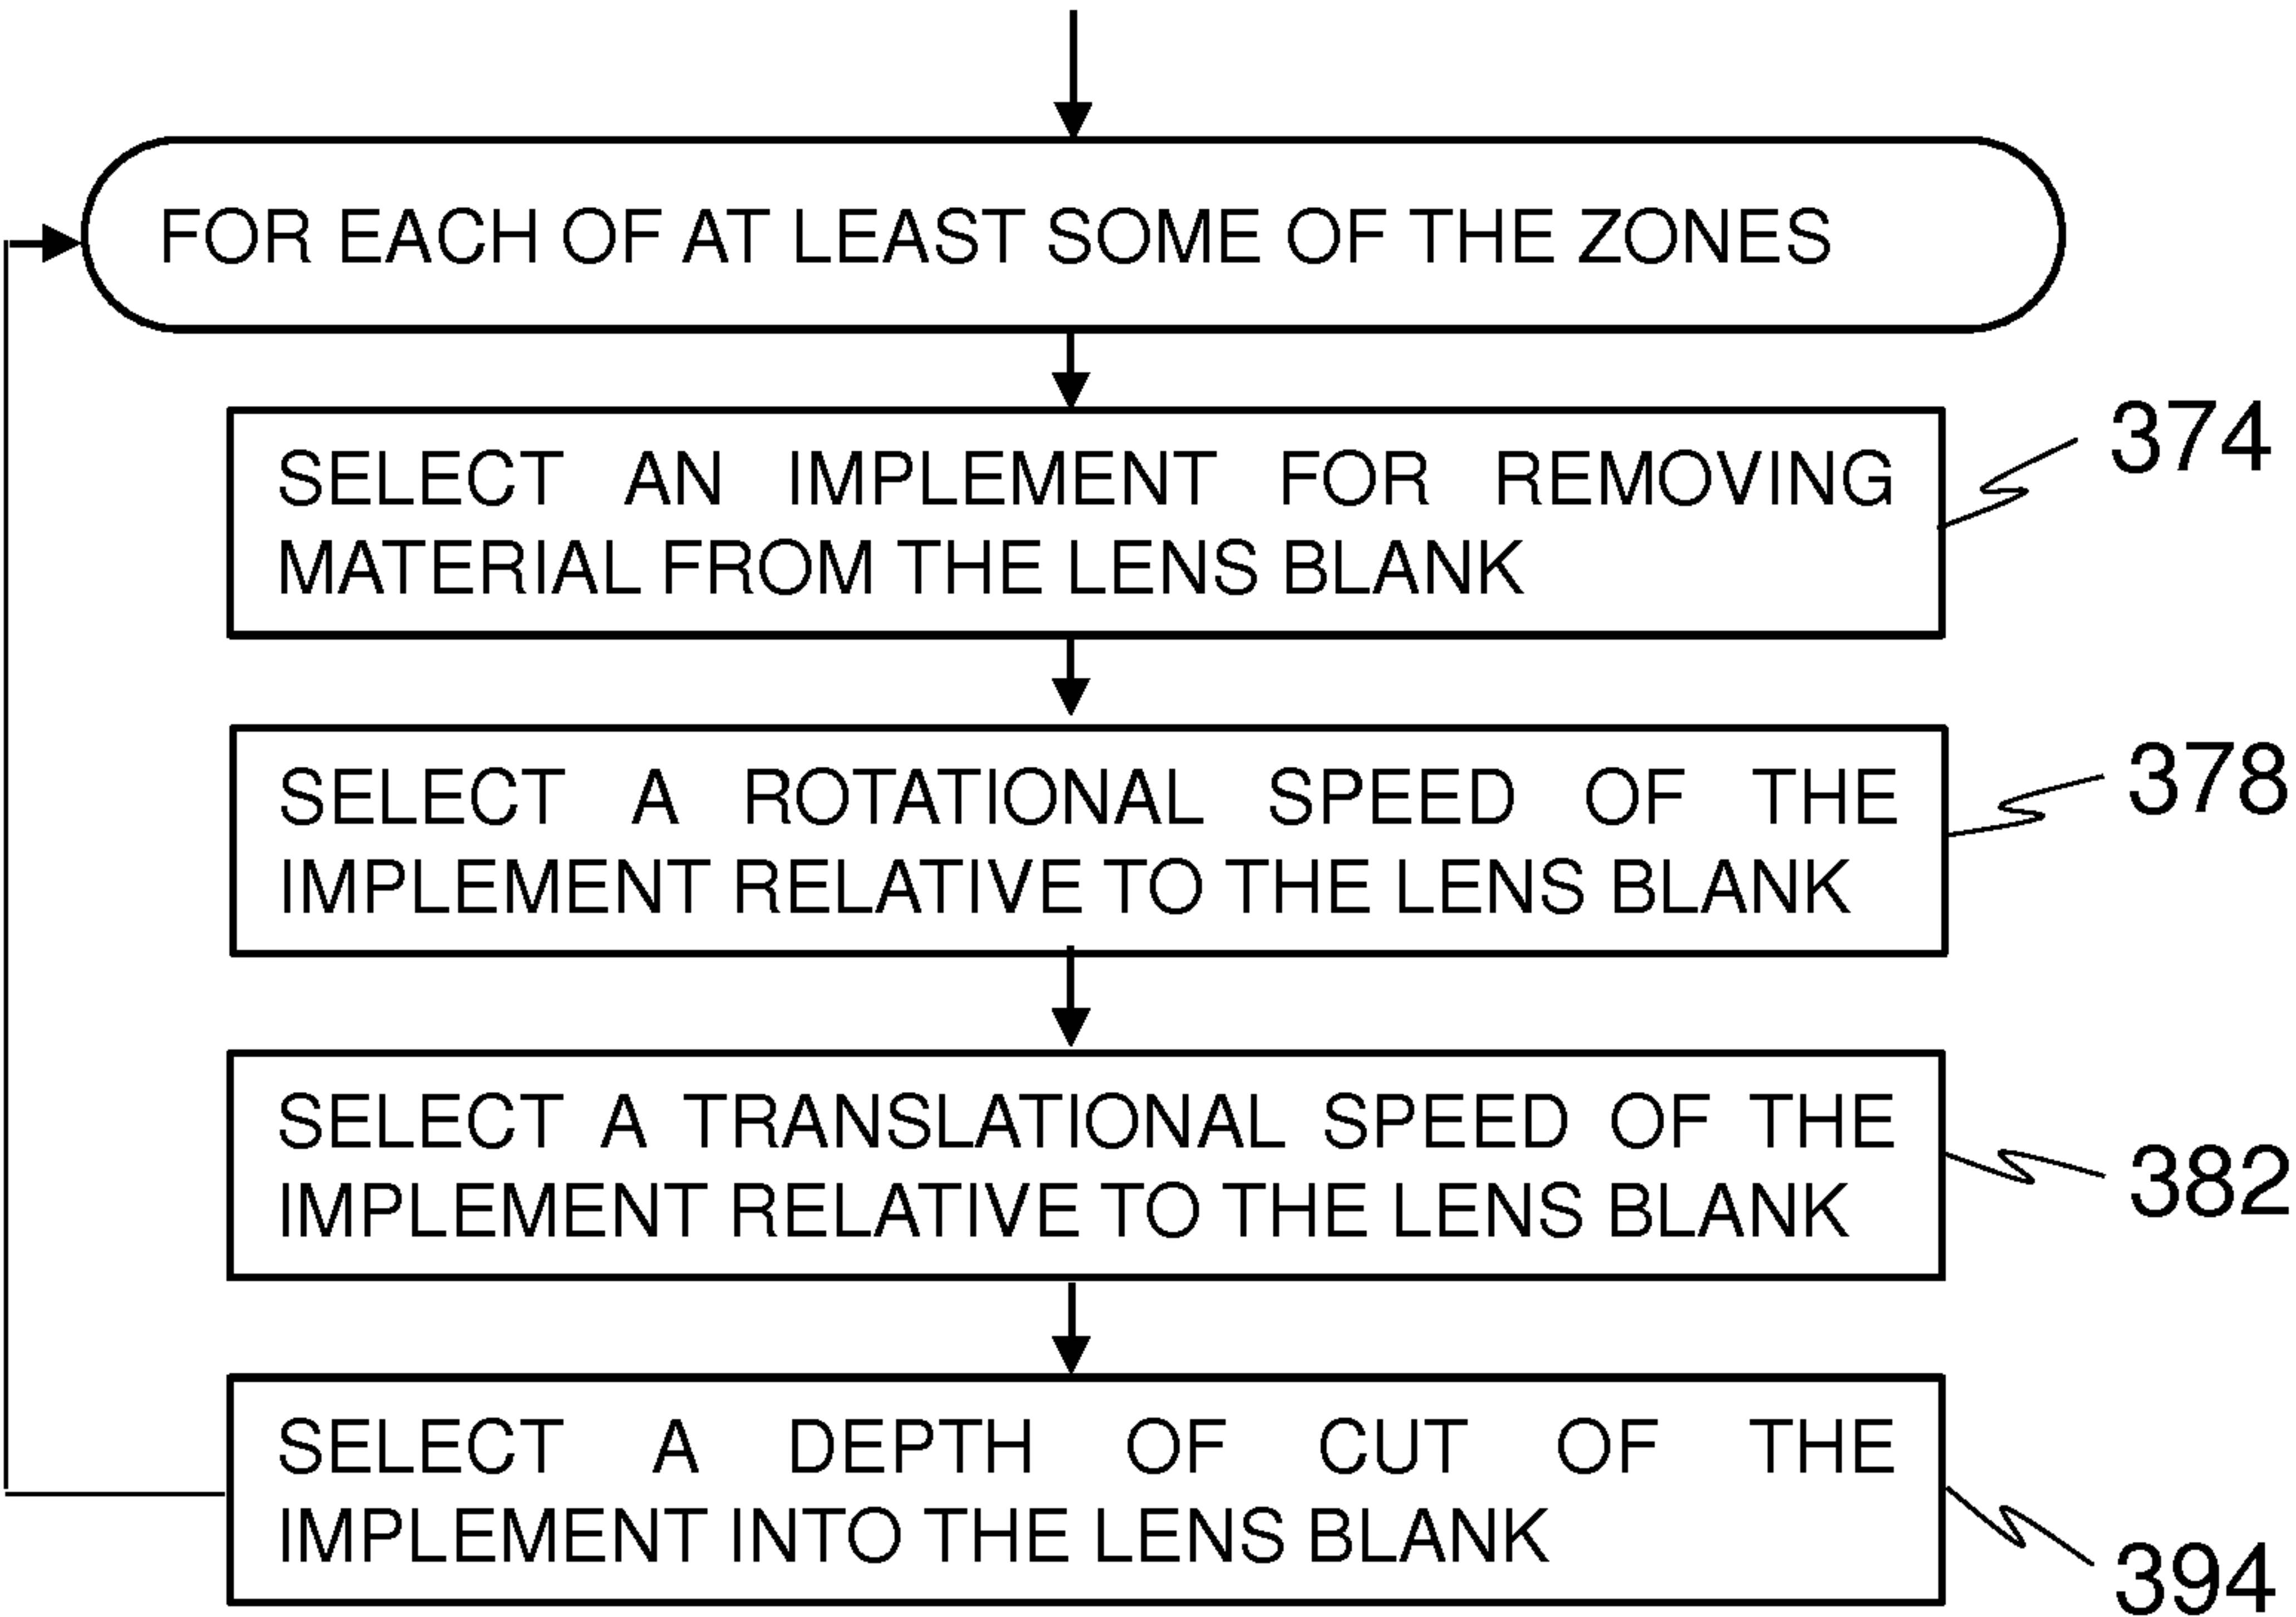 FOR EACH OF AT LEAST SOME OF THE ZONES
SELECT AN IMPLEMENT FOR REMOVING
MATERIAL FROM THE LENS BLANK
374
SELECT A ROTATIONAL SPEED OF THE
IMPLEMENT RELATIVE TO THE LENS BLANK
378
SELECT A TRANSLATIONAL SPEED OF THE
IMPLEMENT RELATIVE TO THE LENS BLANK
382
SELECT A DEPTH OF CUT OF THE
IMPLEMENT INTO THE LENS BLANK
394